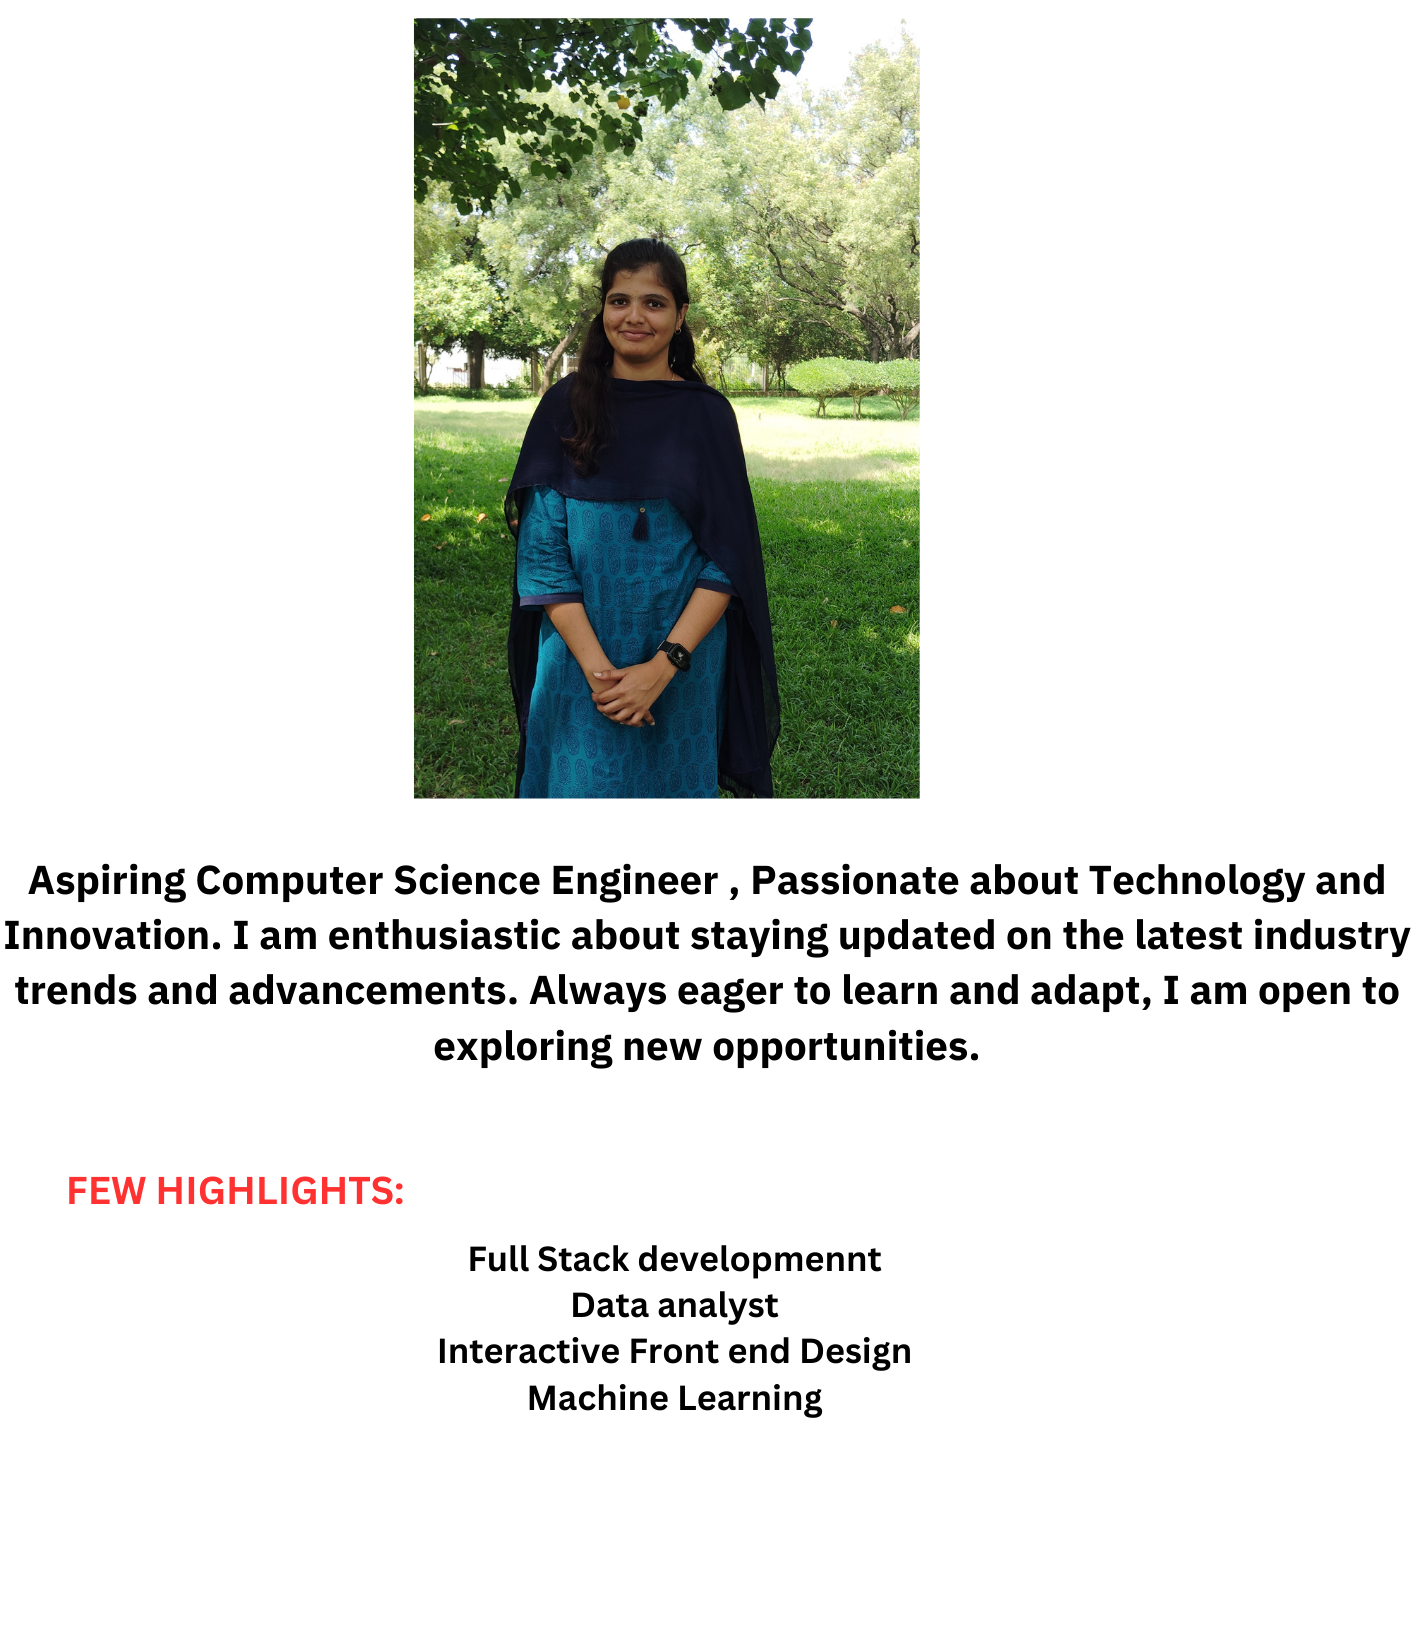 Aspiring Computer Science Engineer , Passionate about Technology and
Innovation. I am enthusiastic about staying updated on the latest industry
trends and advancements. Always eager to learn and adapt, I am open to
exploring new opportunities.
FEW HIGHLIGHTS:
Full Stack developmennt
Data analyst
Interactive Front end Design
Machine Learning